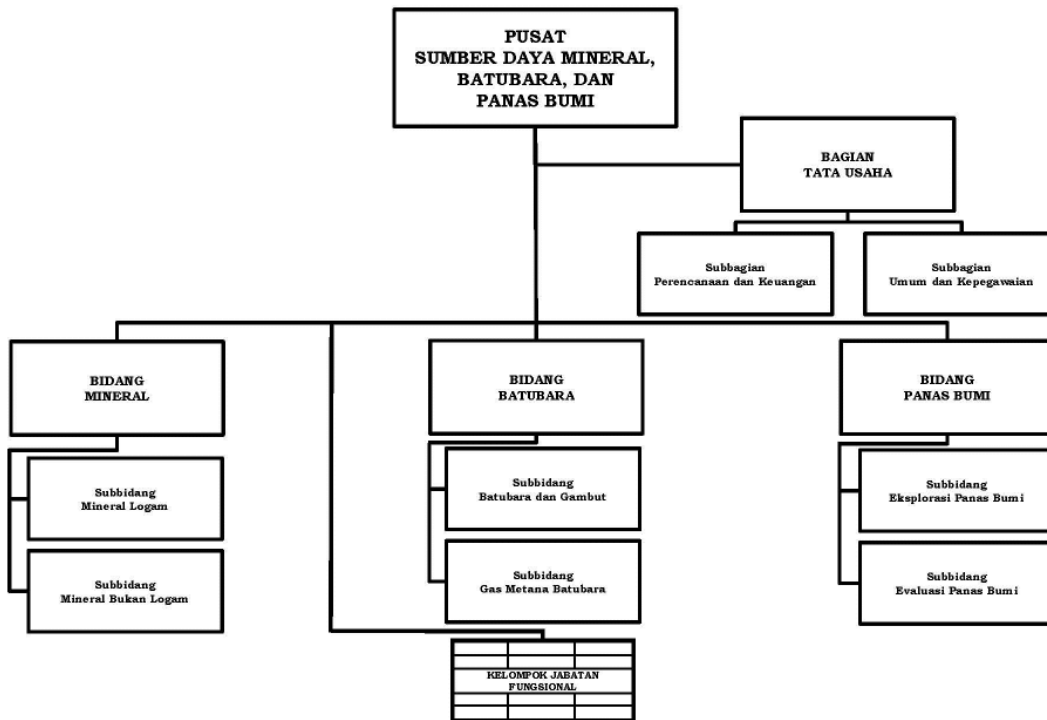 PUSAT
SUMBER DAYA MINERAL,
BATUBARA, DAN
PANAS BUMI
BAGIAN
TATA USAHA
Subbagian
Perencanaan dan Keuangan
Subbagian
Umum dan Kepegawaian
BIDANG
MINERAL
BIDANG
BATUBARA
BIDANG
PANAS BUMI
Subbidang
Mineral Logam
Subbidang
Batubara dan Gambut
Subbidang
Eksplorasi Panas Bumi
Subbidang
Mineral Bukan Logam
Subbidang
Gas Metana Batubara
Subbidang
Evaluasi Panas Bumi
KELOMPOK JABATAN
FUNGSIONAL